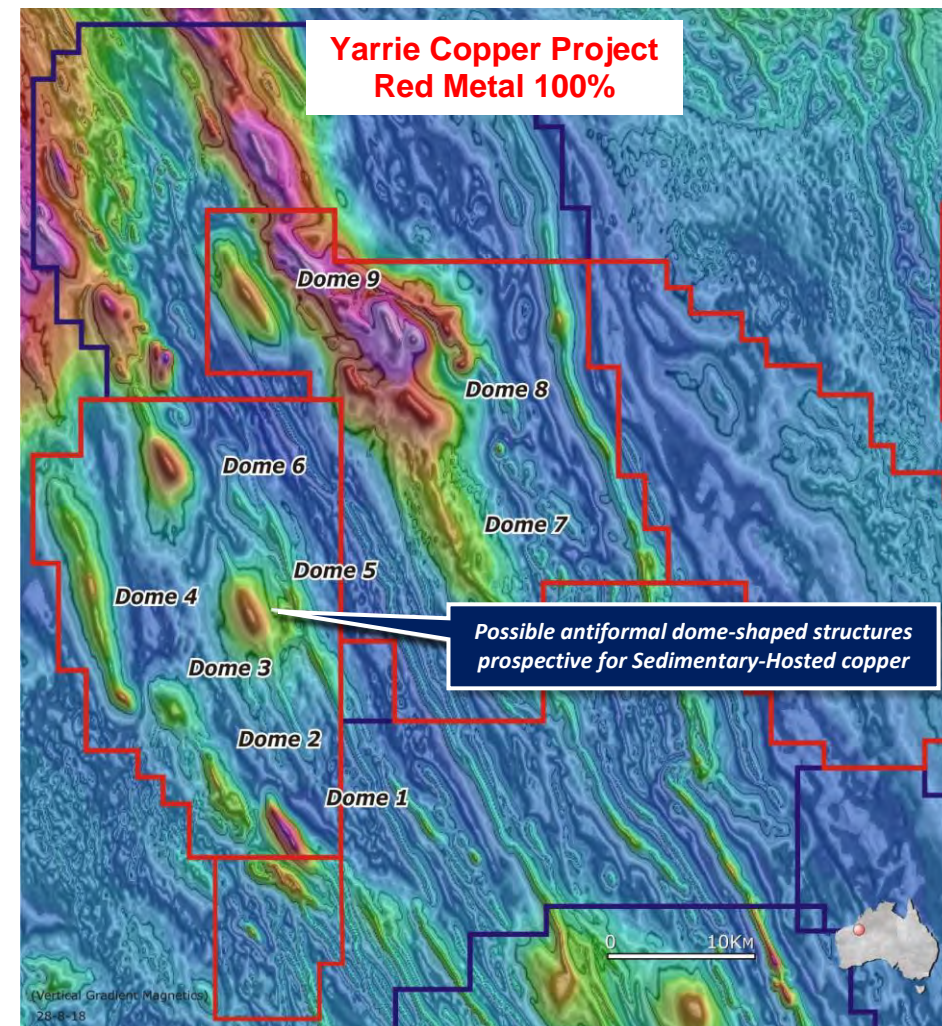 Yarrie Copper Project
Red Metal 100%
Dome 9
Dome 8
Dome 6
Dome 7
Dome 5
Dome 4
Possible antiformal dome-shaped structures
prospective for Sedimentary-Hosted copper
Dome 3
Dome 2
Dome 1
0 10KM
(Vertical Gradient Magnetics)
28-8-18